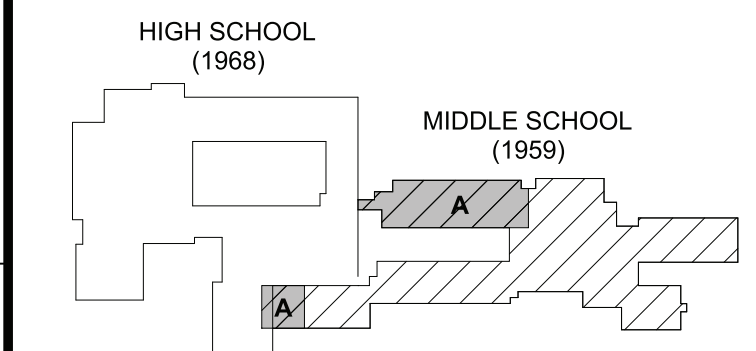 HIGH SCHOOL
(1968)
MIDDLE SCHOOL
(1959)
A
A